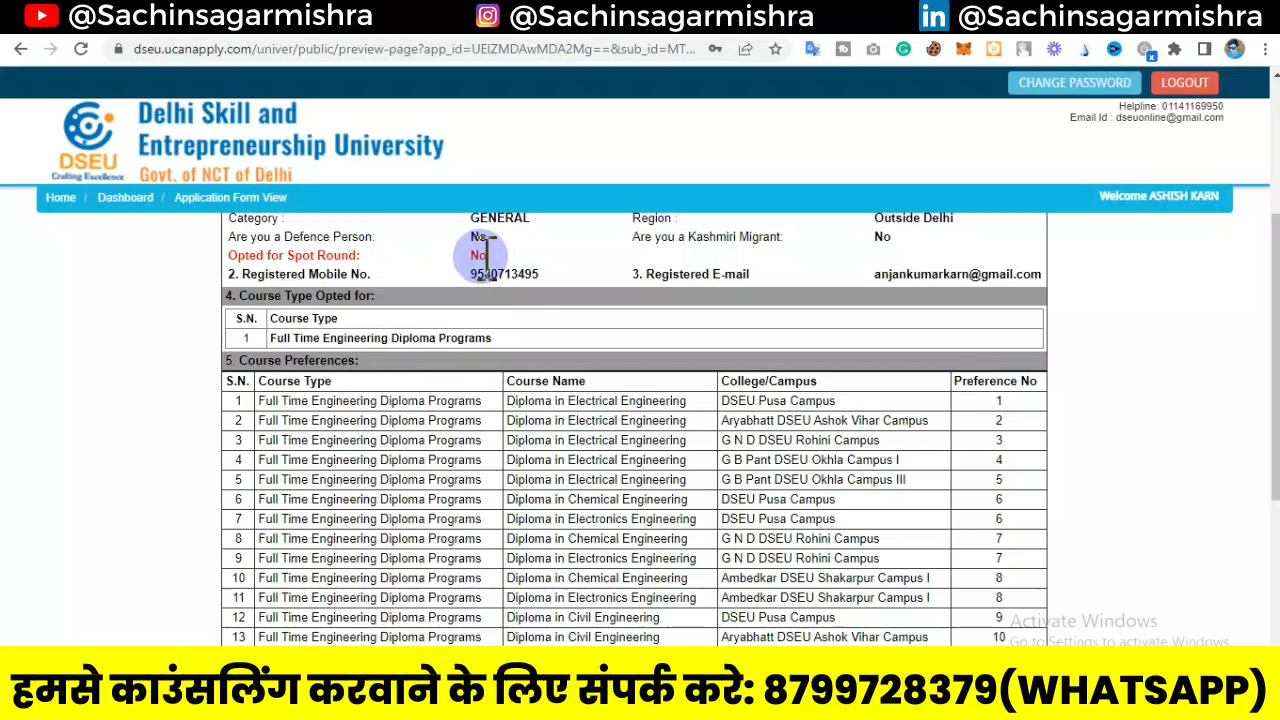 @Sachinsagarmishra @Sachinsagarmishra @Sachinsagarmishra
dseu.ucanapply.com/univer/public/preview-page?app_id=UEIZMDAwMDA2Mg==&sub_id=MT...
CHANGE PASSWORD LOGOUT
Helpline: 01141169950
Email Id : dseuonline@gmail.com
DSEU
Crafting Excellence
Delhi Skill and
Entrepreneurship University
Govt. of NCT of Delhi
Home / Dashboard / Application Form View Welcome ASHISH KARN
Category : GENERAL Region : Outside Delhi
Are you a Defence Person: No Are you a Kashmiri Migrant: No
Opted for Spot Round: No
2. Registered Mobile No. 9540713495 3. Registered E-mail anjankumarkarn@gmail.com
4. Course Type Opted for:
S.N. Course Type
1 Full Time Engineering Diploma Programs
5. Course Preferences:
S.N. Course Type Course Name College/Campus Preference No
1 Full Time Engineering Diploma Programs Diploma in Electrical Engineering DSEU Pusa Campus 1
2 Full Time Engineering Diploma Programs Diploma in Electrical Engineering Aryabhatt DSEU Ashok Vihar Campus 2
3 Full Time Engineering Diploma Programs Diploma in Electrical Engineering G N D DSEU Rohini Campus 3
4 Full Time Engineering Diploma Programs Diploma in Electrical Engineering G B Pant DSEU Okhla Campus I 4
5 Full Time Engineering Diploma Programs Diploma in Electrical Engineering G B Pant DSEU Okhla Campus III 5
6 Full Time Engineering Diploma Programs Diploma in Chemical Engineering DSEU Pusa Campus 6
7 Full Time Engineering Diploma Programs Diploma in Electronics Engineering DSEU Pusa Campus 6
8 Full Time Engineering Diploma Programs Diploma in Chemical Engineering G N D DSEU Rohini Campus 7
9 Full Time Engineering Diploma Programs Diploma in Electronics Engineering G N D DSEU Rohini Campus 7
10 Full Time Engineering Diploma Programs Diploma in Chemical Engineering Ambedkar DSEU Shakarpur Campus I 8
11 Full Time Engineering Diploma Programs Diploma in Electronics Engineering Ambedkar DSEU Shakarpur Campus I 8
12 Full Time Engineering Diploma Programs Diploma in Civil Engineering DSEU Pusa Campus 9
13 Full Time Engineering Diploma Programs Diploma in Civil Engineering Aryabhatt DSEU Ashok Vihar Campus 10
Activate Windows
Go to Settings to activate Windows.
हमसे काउंसलिंग करवाने के लिए संपर्क करे: 8799728379(WHATSAPP)